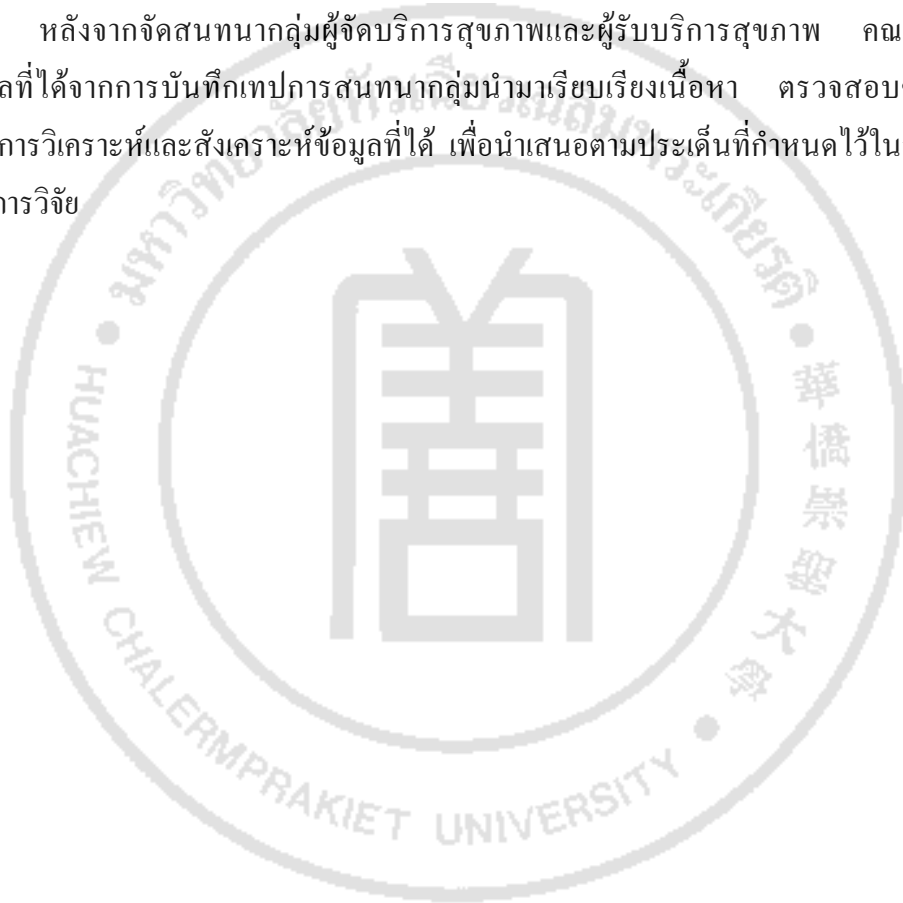 หลังจากจัดสนทนากลุ่มผู้จัดบริการสุขภาพและผู้รับบริการสุขภาพ คณ
ลที่ได้จากการบันทึกเทปการสนทนากลุ่มนำมาเรียบเรียงเนื้อหา ตรวจสอบ
การวิเคราะห์และสังเคราะห์ข้อมูลที่ได้ เพื่อนำเสนอตามประเด็นที่กำหนดไว้ใน
การวิจัย
มหาวิทยาลัยหัวเฉียวเฉลิมพระเกียรติ
華僑崇聖大學
HUACHIEW CHALERMPRAKIET UNIVERSITY